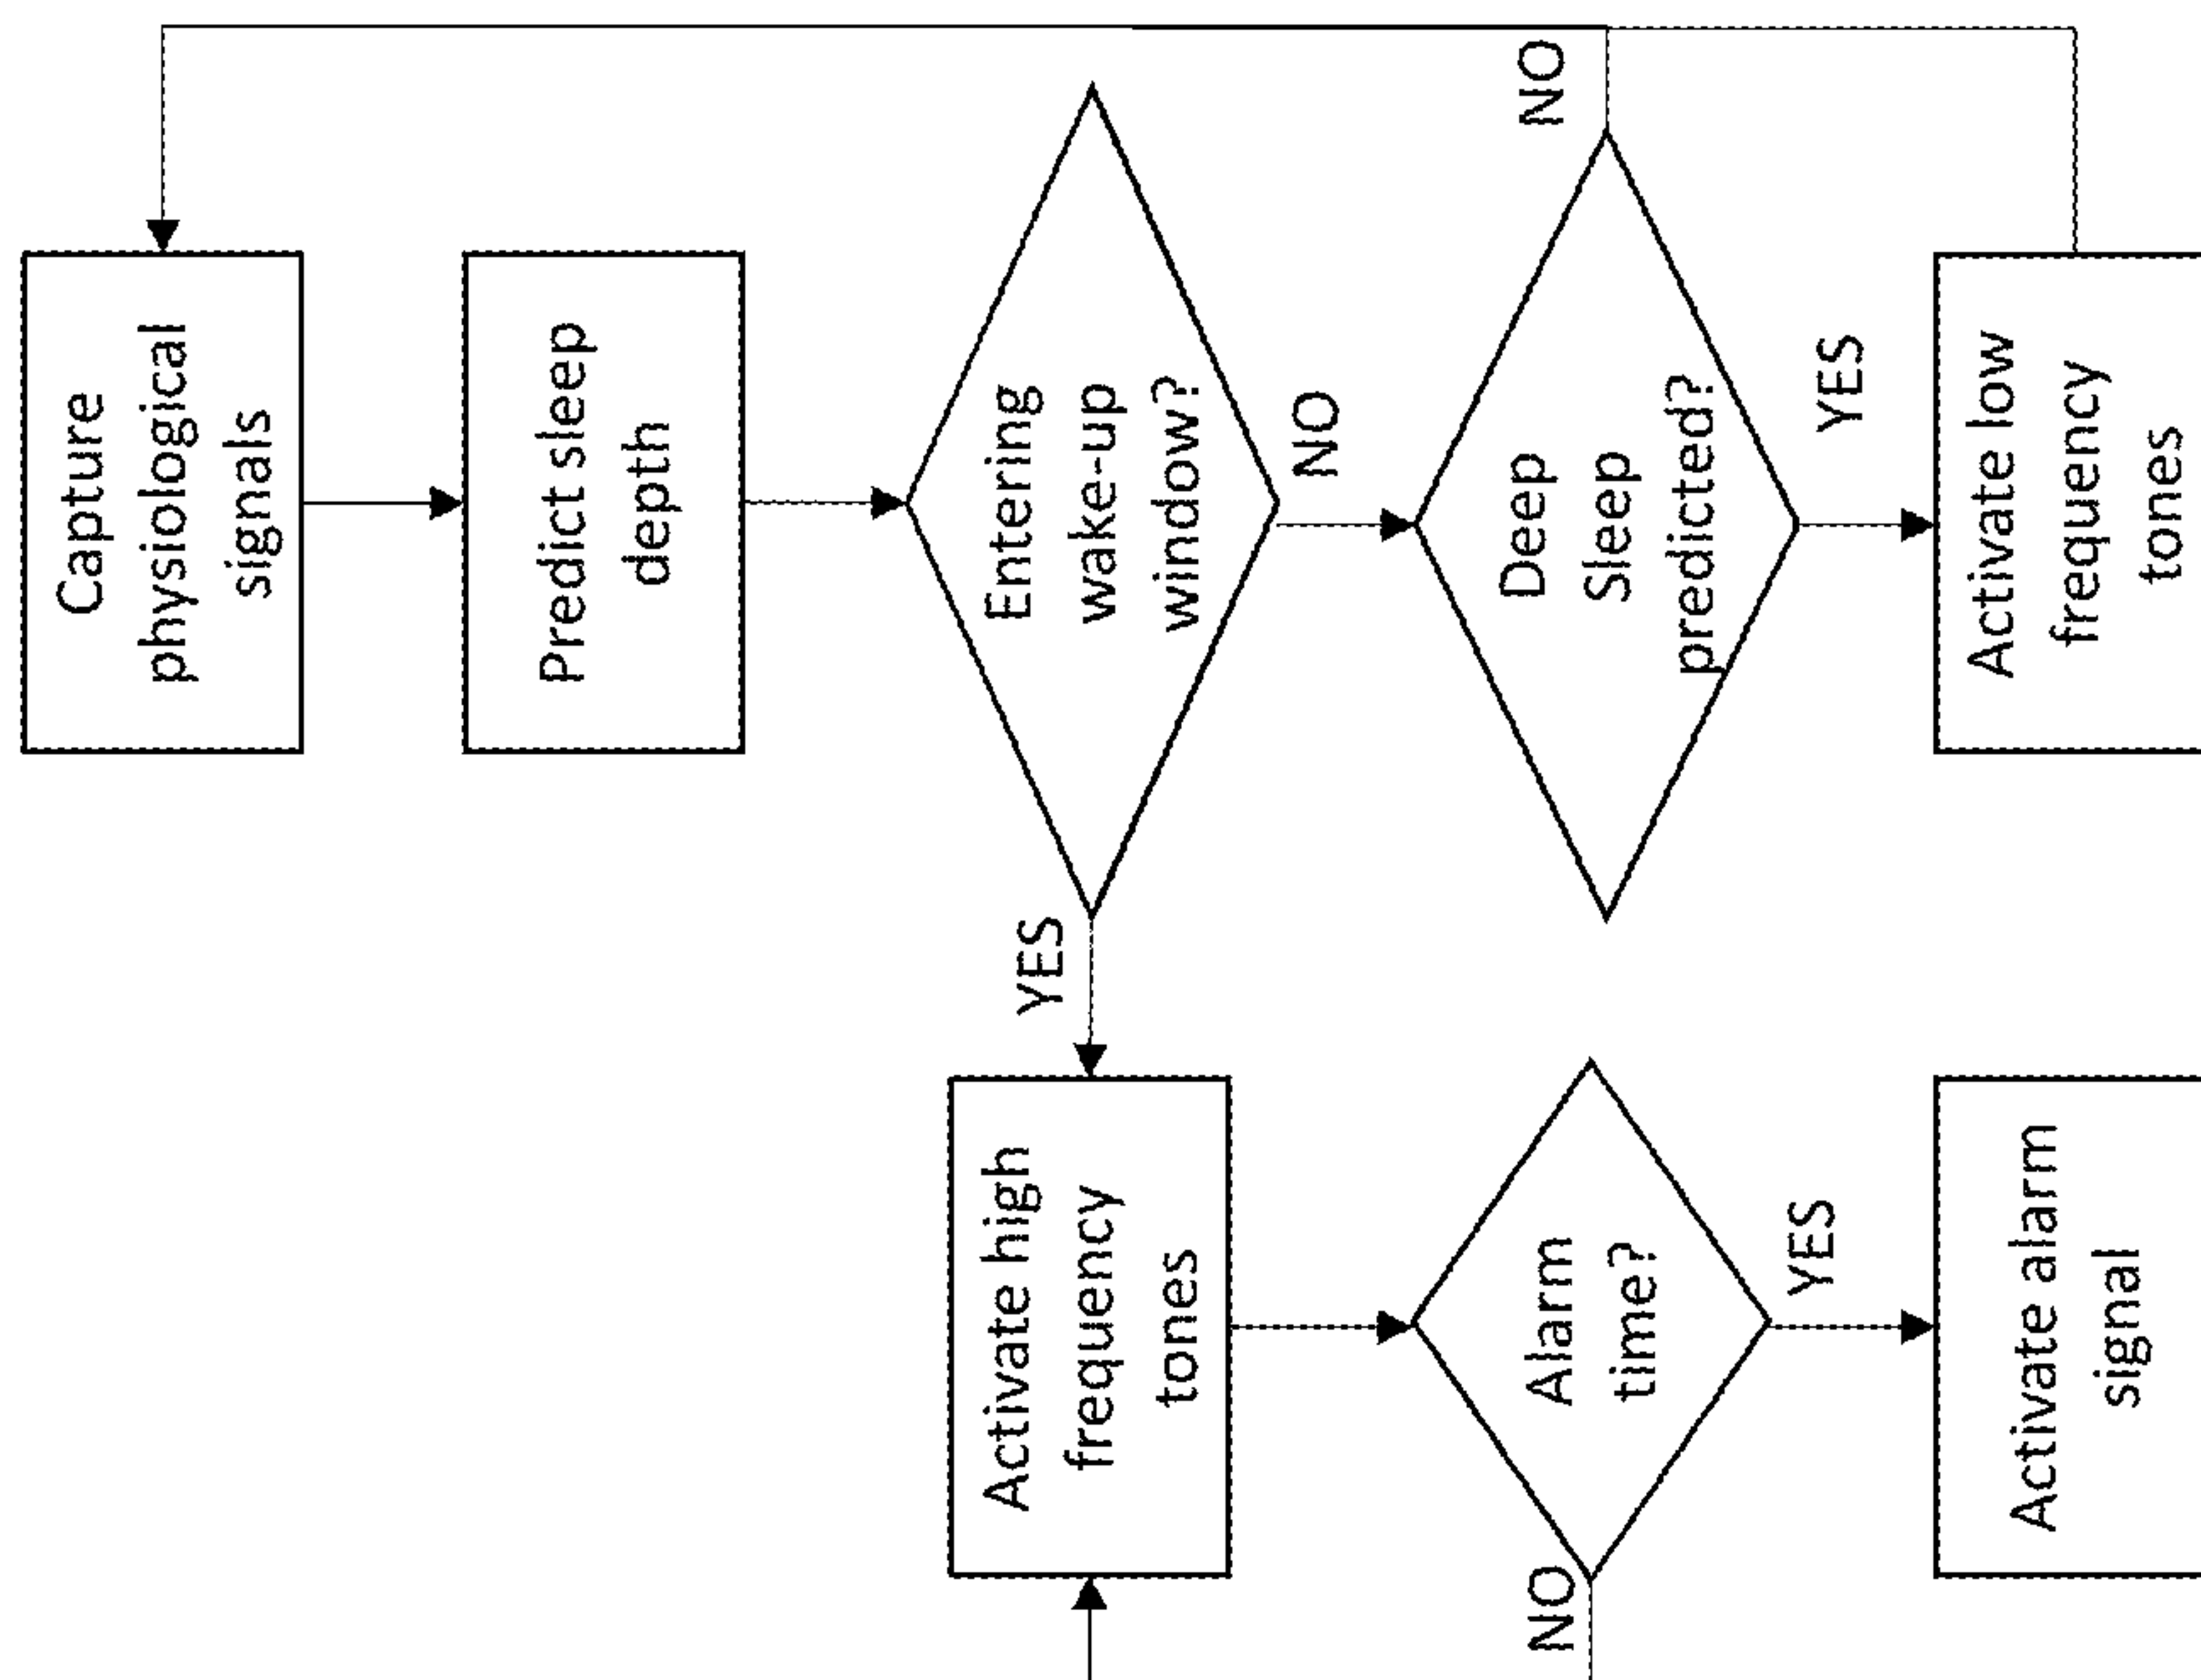 Capture
physiological
signals
Predict sleep
depth
Entering
wake-up
window?
YES
NO
Deep
Sleep
predicted?
NO
YES
Activate low
frequency
tones
Activate high
frequency
tones
Alarm
time?
NO
YES
Activate alarm
signal